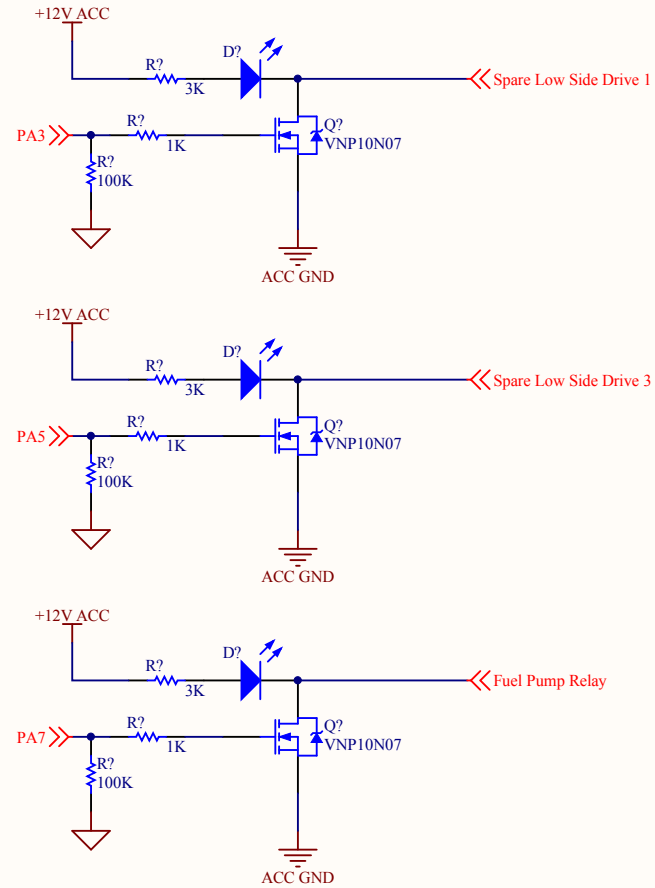 +12V ACC
R?
3K
D?
Spare Low Side Drive 1
PA3
R?
1K
Q?
VNP10N07
R?
100K
ACC GND
+12V ACC
R?
3K
D?
Spare Low Side Drive 3
PA5
R?
1K
Q?
VNP10N07
R?
100K
ACC GND
+12V ACC
R?
3K
D?
Fuel Pump Relay
PA7
R?
1K
Q?
VNP10N07
R?
100K
ACC GND